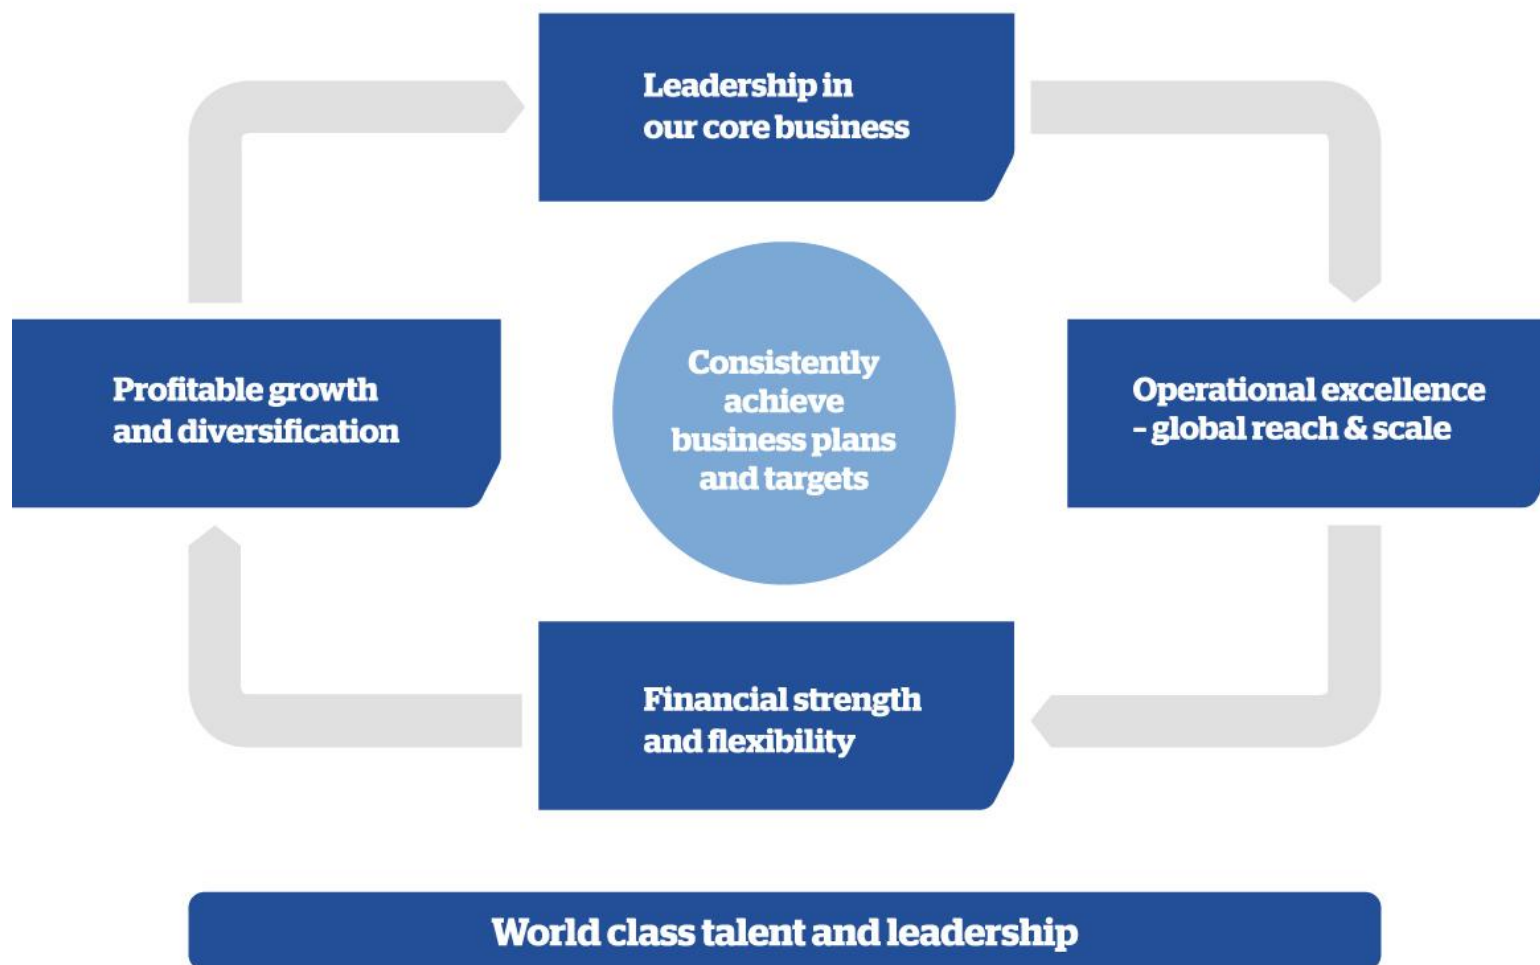 Leadership in
our core business
Profitable growth
and diversification
Consistently
achieve
business plans
and targets
Operational excellence
– global reach & scale
Financial strength
and flexibility
World class talent and leadership